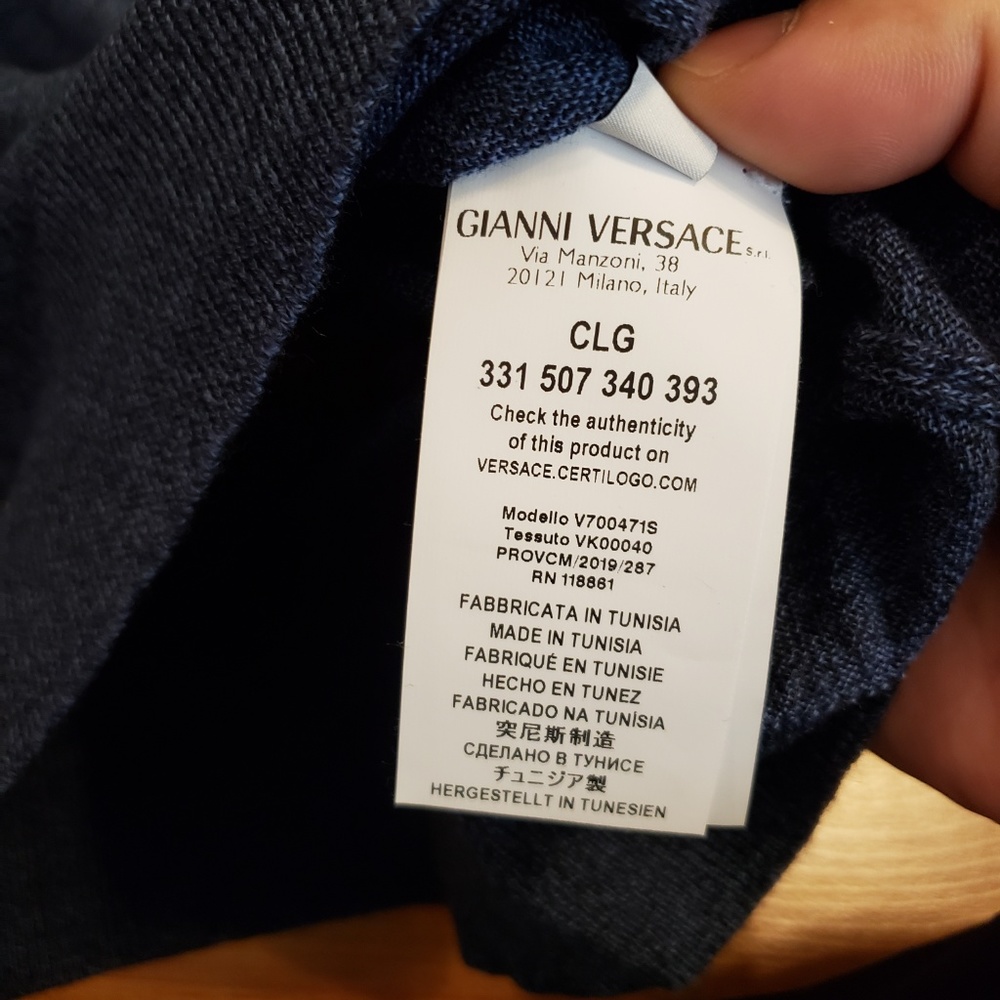 GIANNI VERSACE s.r.l.
Via Manzoni, 38
20121 Milano, Italy
CLG
331 507 340 393
Check the authenticity
of this product on
VERSACE.CERTILOGO.COM
Modello V700471S
Tessuto VK00040
PROVCM/2019/287
RN 118861
FABBRICATA IN TUNISIA
MADE IN TUNISIA
FABRIQUÉ EN TUNISIE
HECHO EN TUNEZ
FABRICADO NA TUNÍSIA
突尼斯制造
СДЕЛАНО В ТУНИСЕ
チュニジア製
HERGESTELLT IN TUNESIEN